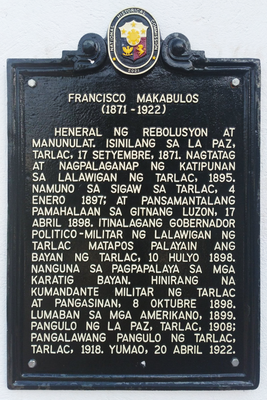 NATIONAL HISTORICAL COMMISSION
FRANCISCO MAKABULOS
(1871 - 1922)
HENERAL NG REBOLUSYON AT
MANUNULAT. ISINILANG SA LA PAZ,
TARLAC, 17 SETYEMBRE, 1871. NAGTATAG
AT NAGPALAGANAP NG KATIPUNAN
SA LALAWIGAN NG TARLAC, 1895.
NAMUNO SA SIGAW SA TARLAC, 4
ENERO 1897; AT PANSAMANTALANG
PAMAHALAAN SA GITNANG LUZON, 17
ABRIL 1898. ITINALAGANG GOBERNADOR
POLITICO-MILITAR NG LALAWIGAN NG
TARLAC MATAPOS PALAYAIN ANG
BAYAN NG TARLAC, 10 HULYO 1898.
NANGUNA SA PAGPAPALAYA SA MGA
KARATIG BAYAN. HINIRANG NA
KUMANDANTE MILITAR NG TARLAC
AT PANGASINAN, 8 OKTUBRE 1898.
LUMABAN SA MGA AMERIKANO, 1899.
PANGULO NG LA PAZ, TARLAC, 1908;
PANGALAWANG PANGULO NG TARLAC,
TARLAC, 1918. YUMAO, 20 ABRIL 1922.